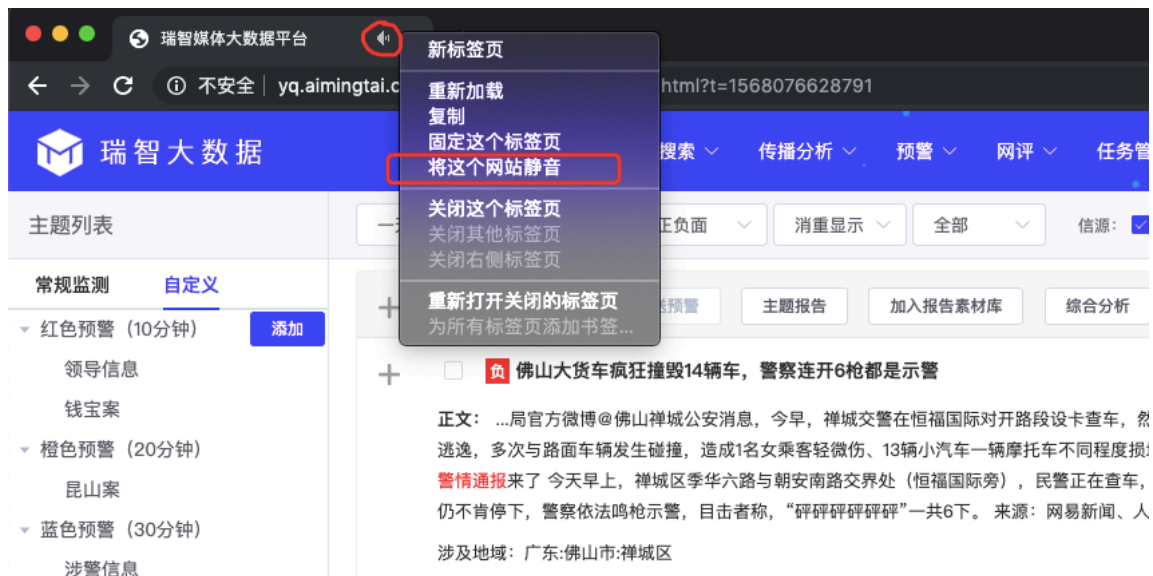 瑞智媒体大数据平台
不安全 yq.aimingtai.c html?t=1568076628791
新标签页
重新加载
复制
固定这个标签页
将这个网站静音
关闭这个标签页
关闭其他标签页
关闭右侧标签页
重新打开关闭的标签页
为所有标签页添加书签...
瑞智大数据 搜索 传播分析 预警 网评 任务管
主题列表 正负面 消重显示 全部 信源:
常规监测 自定义
预警 主题报告 加入报告素材库 综合分析
红色预警（10分钟） 添加
领导信息
钱宝案
橙色预警（20分钟）
昆山案
蓝色预警（30分钟）
涉警信息
负 佛山大货车疯狂撞毁14辆车，警察连开6枪都是示警
正文： ...局官方微博@佛山禅城公安消息，今早，禅城交警在恒福国际对开路段设卡查车，然
逃逸，多次与路面车辆发生碰撞，造成1名女乘客轻微伤、13辆小汽车一辆摩托车不同程度损
警情通报来了 今天早上，禅城区季华六路与朝安南路交界处（恒福国际旁），民警正在查车，
仍不肯停下，警察依法鸣枪示警，目击者称，“砰砰砰砰砰砰”一共6下。 来源：网易新闻、人
涉及地域：广东:佛山市:禅城区